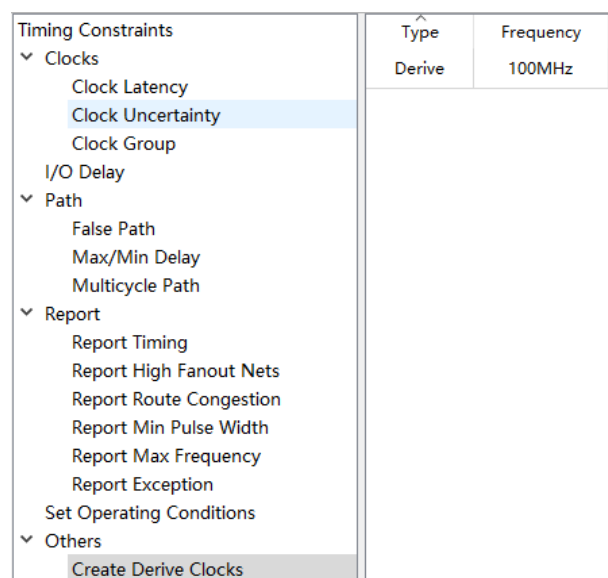 Timing Constraints
Clocks
Clock Latency
Clock Uncertainty
Clock Group
I/O Delay
Path
False Path
Max/Min Delay
Multicycle Path
Report
Report Timing
Report High Fanout Nets
Report Route Congestion
Report Min Pulse Width
Report Max Frequency
Report Exception
Set Operating Conditions
Others
Create Derive Clocks
Type Frequency
Derive 100MHz